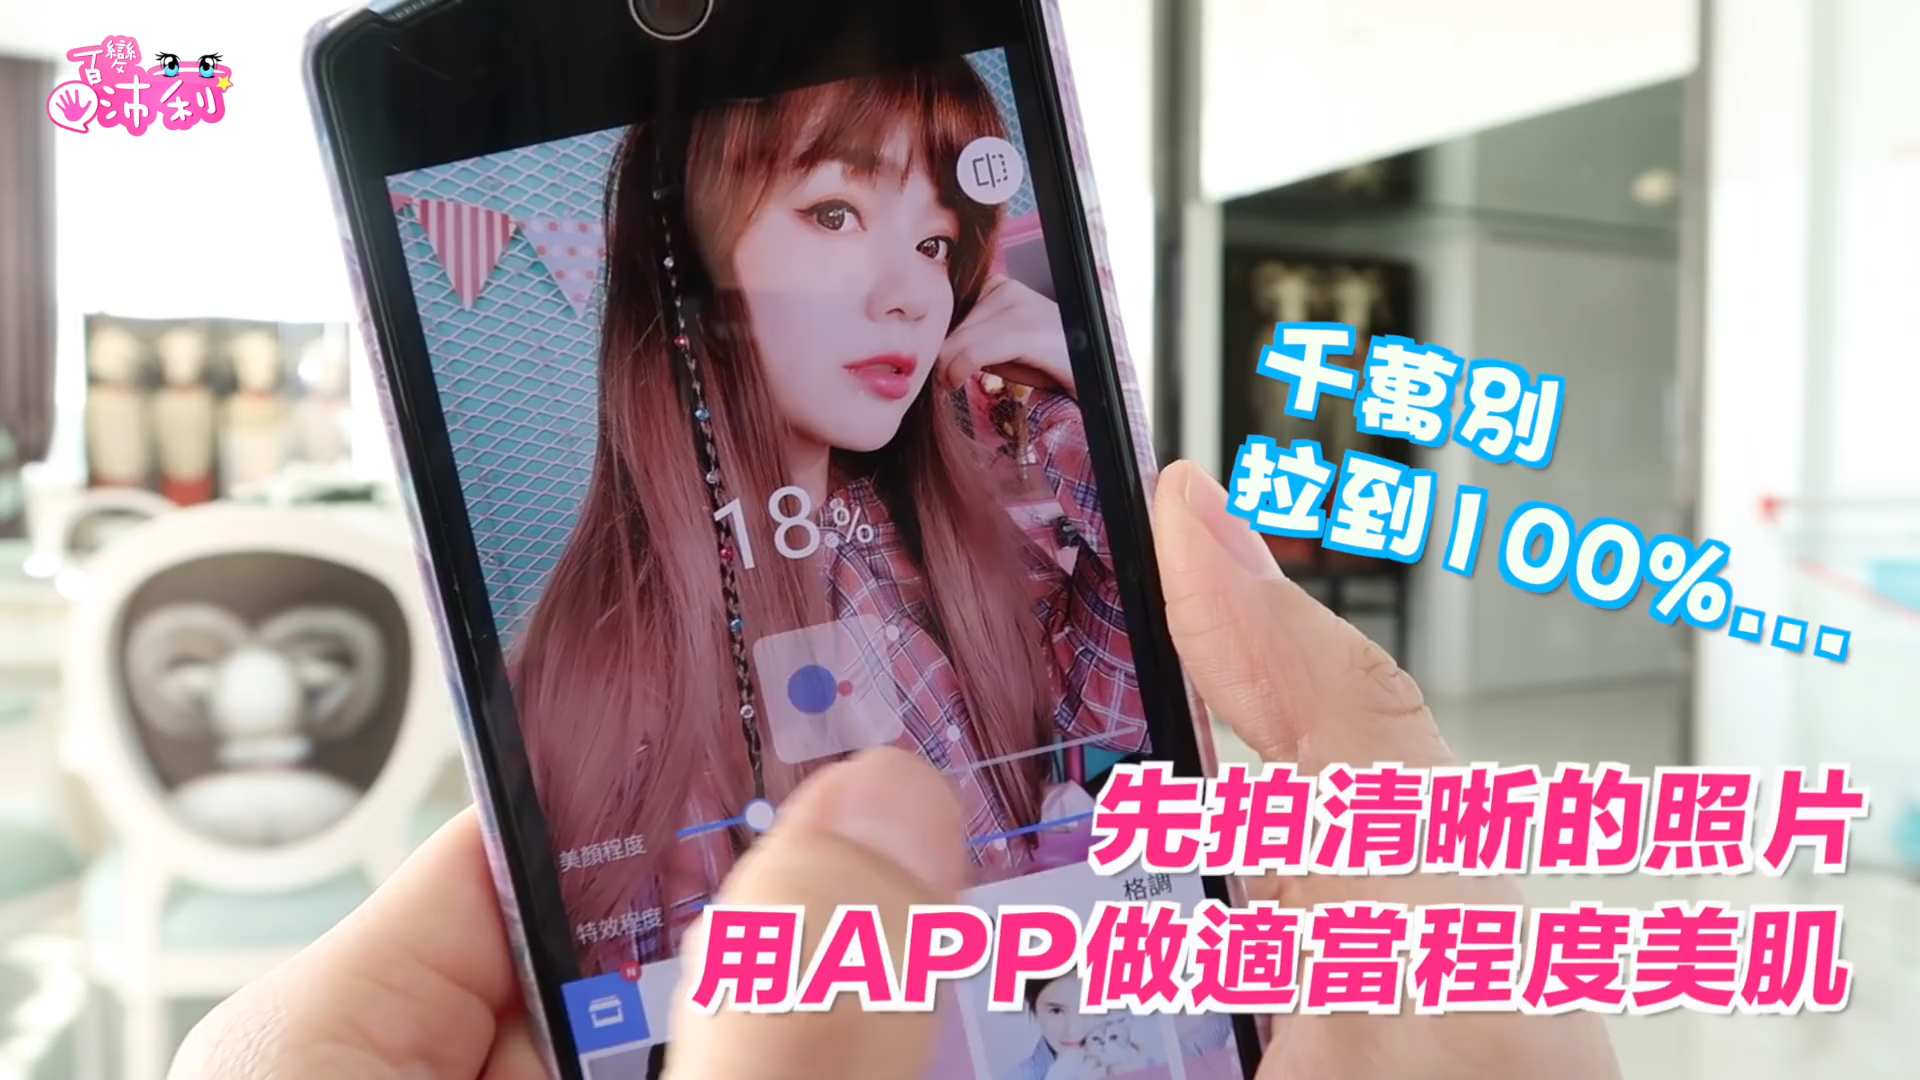 百變
沛利
千萬別
拉到100%...
18.%
美顏程度
格調
特效程度
N
先拍清晰的照片
用APP做適當程度美肌